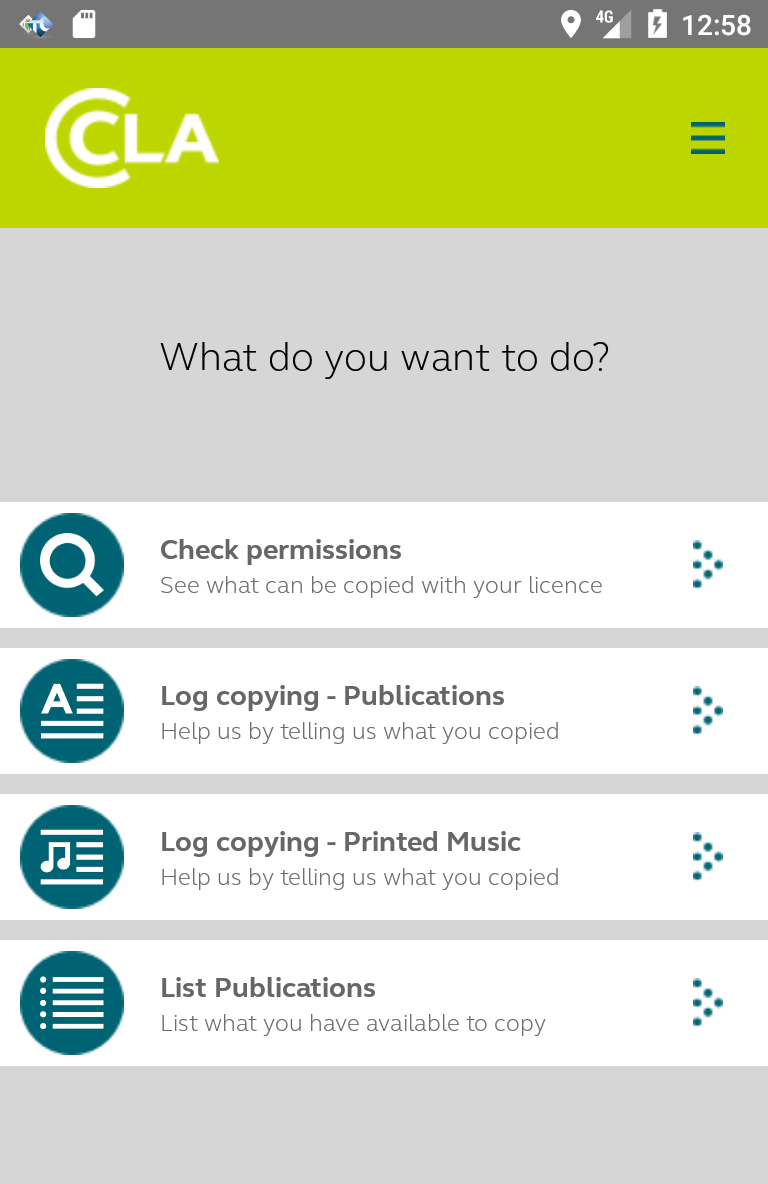 4G 12:58
CLA
What do you want to do?
Check permissions
See what can be copied with your licence
Log copying - Publications
Help us by telling us what you copied
Log copying - Printed Music
Help us by telling us what you copied
List Publications
List what you have available to copy